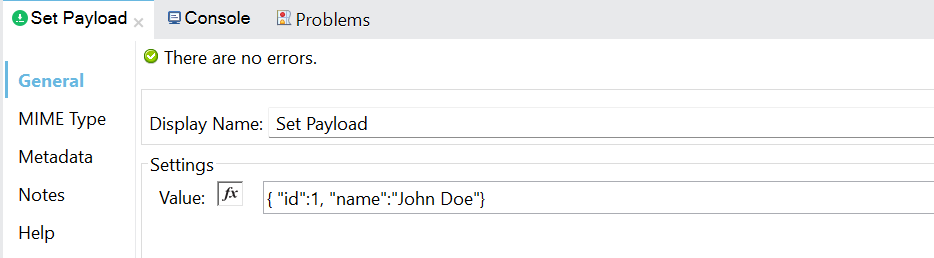 Set Payload Console Problems
There are no errors.
General
MIME Type
Display Name: Set Payload
Metadata
Settings
Notes
Value: fx { "id":1, "name":"John Doe"}
Help